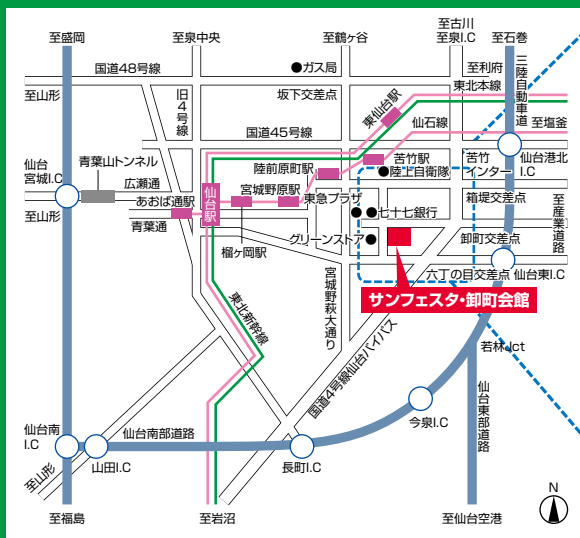 至盛岡
至泉中央
至鶴ヶ谷
至古川
至泉I.C
至石巻
国道48号線
●ガス局
至利府
東北本線
至山形
旧4号線
坂下交差点
東仙台駅
三陸自動車道
仙石線
至塩釜
国道45号線
仙台
宮城I.C
青葉山トンネル
広瀬通
陸前原町駅
苦竹駅
●陸上自衛隊
苦竹
インター
仙台港北
I.C
あおば通駅
仙台駅
宮城野原駅
東急プラザ
箱堤交差点
至産業道路
至山形
青葉通
●●七十七銀行
グリーンストア●
卸町交差点
榴ヶ岡駅
六丁の目交差点
仙台東I.C
サンフェスタ・卸町会館
宮城野萩大通り
東北新幹線
国道4号線仙台バイパス
若林Jct
仙台東部道路
今泉I.C
仙台南
I.C
仙台南部道路
至山形
山田I.C
長町I.C
至福島
至岩沼
至仙台空港
N